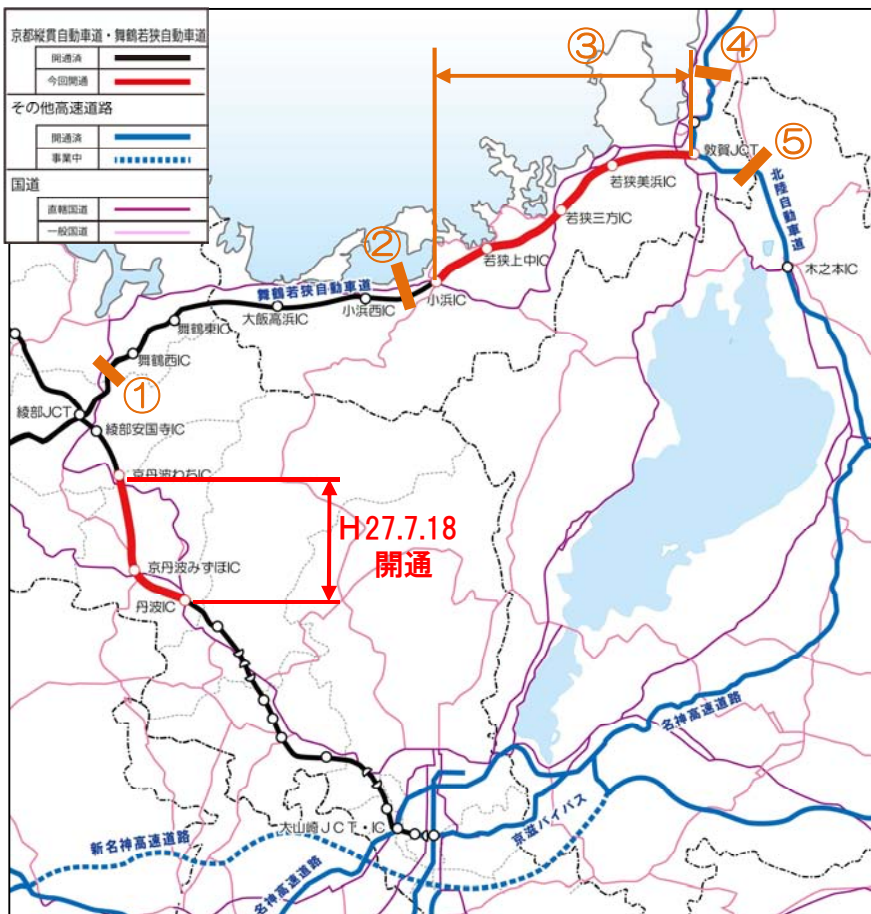 京都縦貫自動車道・舞鶴若狭自動車道
開通済
今回開通
その他高速道路
開通済
事業中
国道
直轄国道
一般国道
③
④
敦賀JCT
⑤
若狭美浜IC
北陸自動車道
若狭三方IC
②
若狭上中IC
木之本IC
舞鶴若狭自動車道
小浜IC
小浜西IC
大飯高浜IC
舞鶴東IC
舞鶴西IC
①
綾部JCT
綾部安国寺IC
京丹波わちIC
H27.7.18
開通
京丹波みずほIC
丹波IC
名神高速道路
大山崎JCT・IC
京滋バイパス
新名神高速道路
名神高速道路